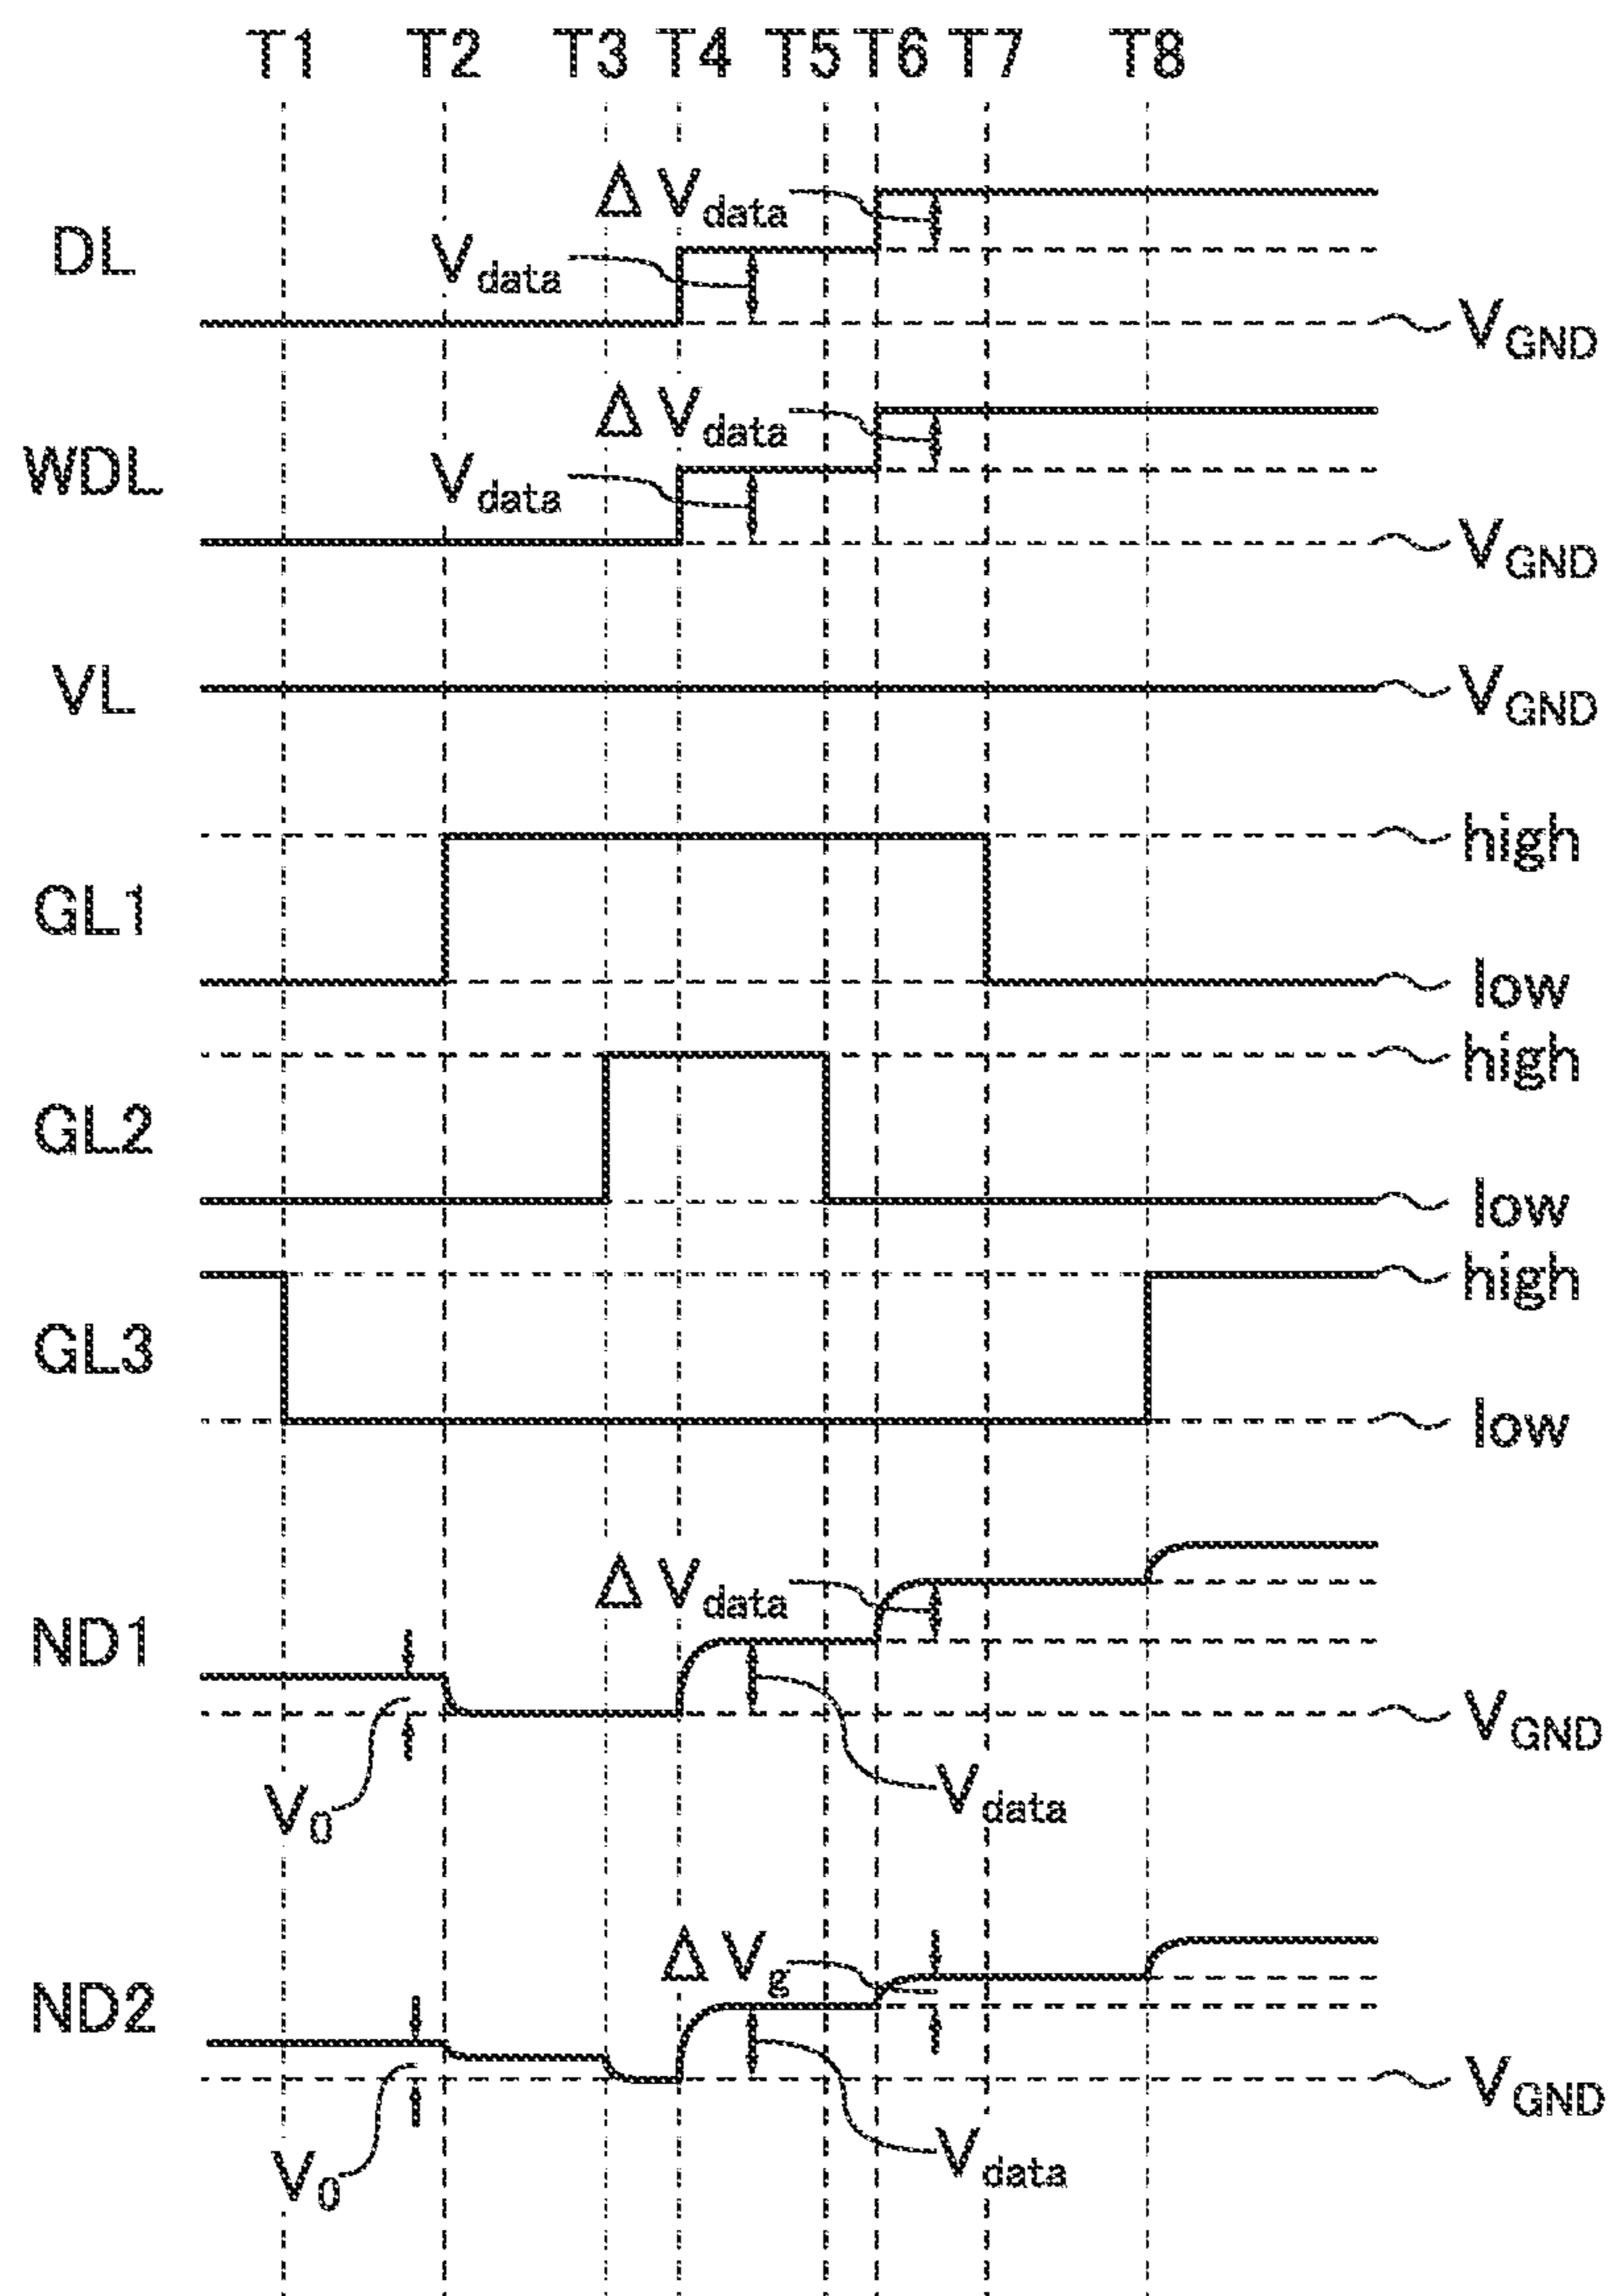 T1 T2 T3 T4 T5 T6 T7 T8
ΔVdata
DL Vdata
VGND
ΔVdata
WDL Vdata
VGND
VL VGND
high
GL1
low
high
GL2
low
high
GL3
low
ΔVdata
ND1
VGND
V0 Vdata
ΔVg
ND2
VGND
V0 Vdata